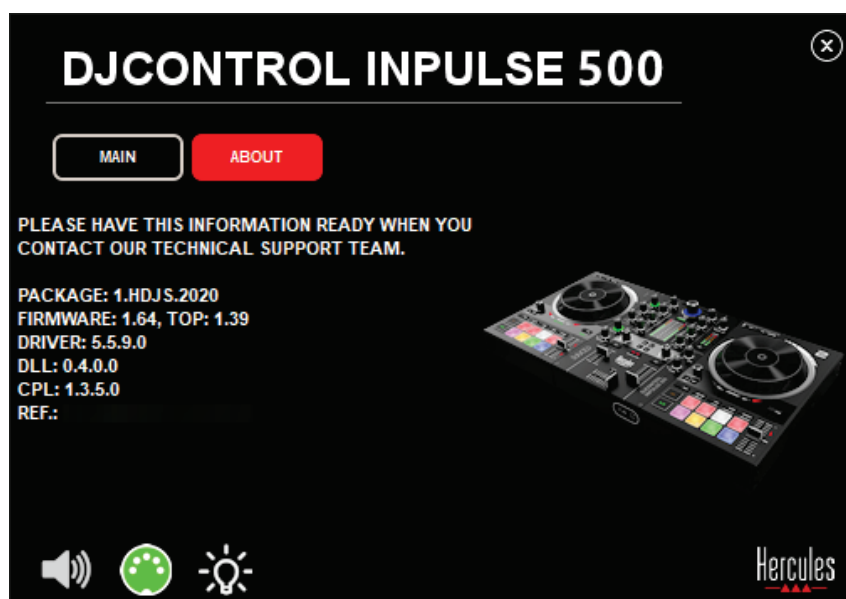 DJCONTROL INPULSE 500
MAIN
ABOUT
PLEASE HAVE THIS INFORMATION READY WHEN YOU
CONTACT OUR TECHNICAL SUPPORT TEAM.
PACKAGE: 1.HDJS.2020
FIRMWARE: 1.64, TOP: 1.39
DRIVER: 5.5.9.0
DLL: 0.4.0.0
CPL: 1.3.5.0
REF.:
Hercules